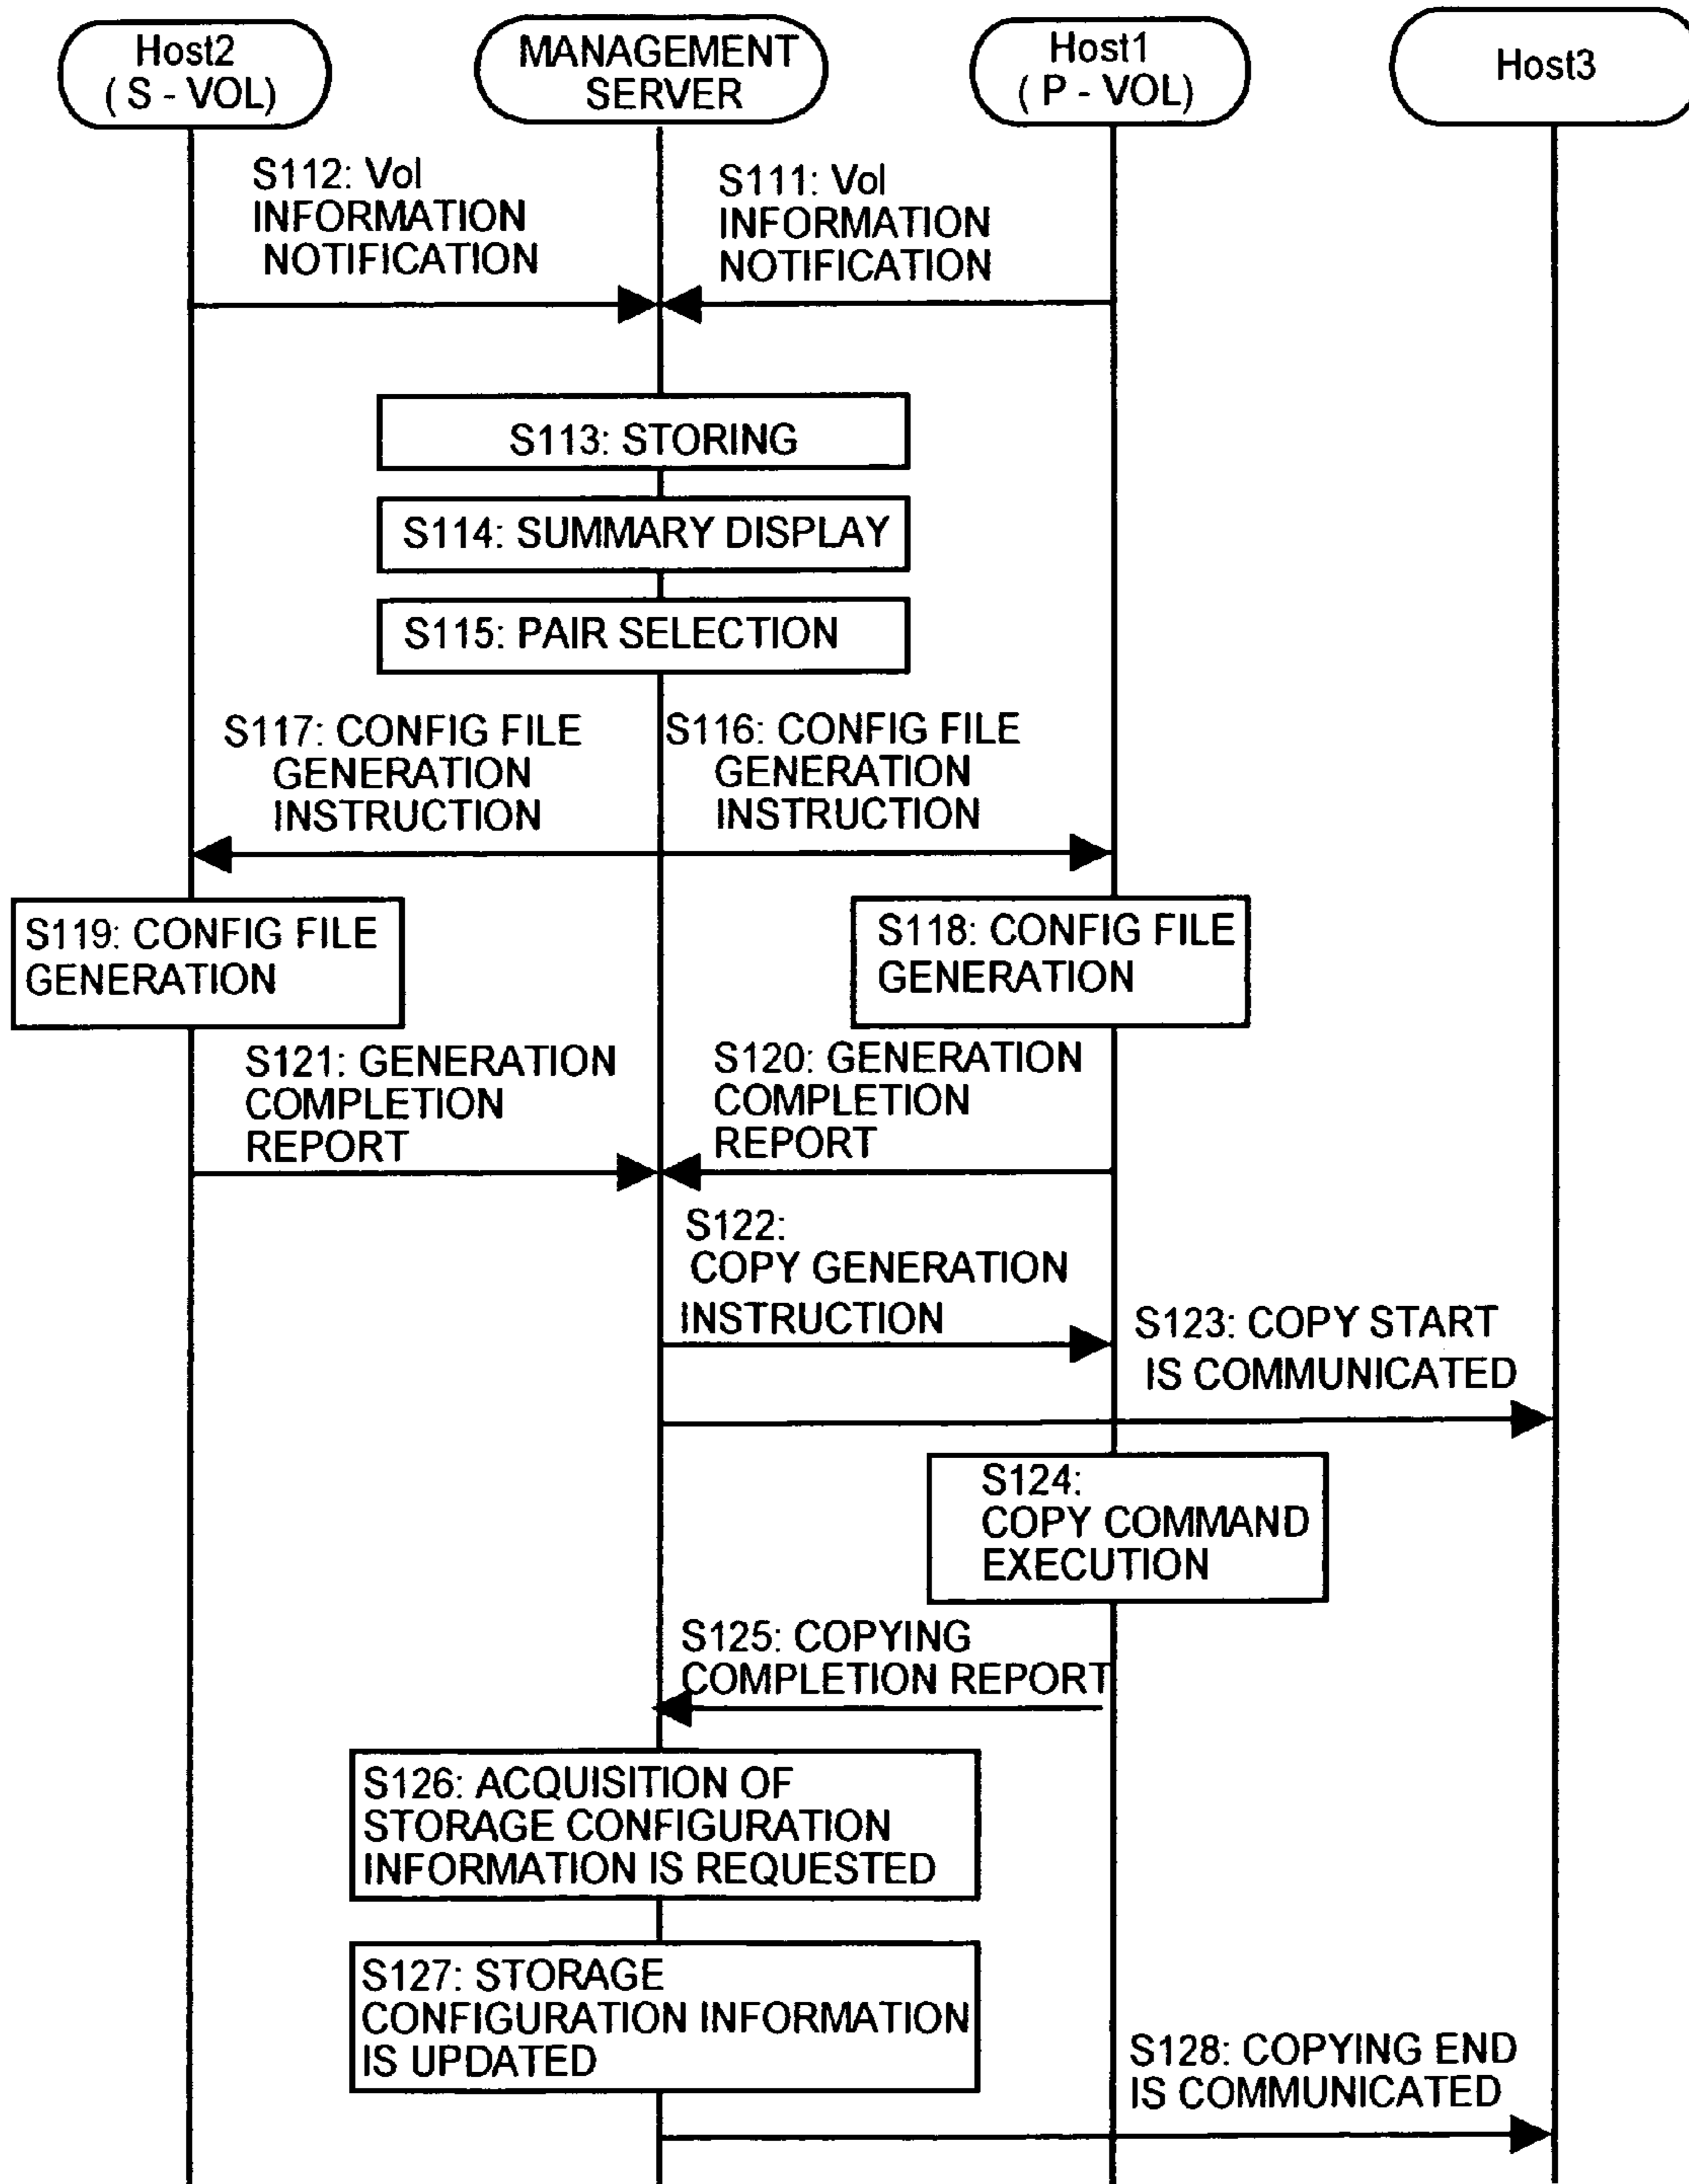 Host2
( S - VOL)
MANAGEMENT
SERVER
Host1
( P - VOL)
Host3
S112: Vol
INFORMATION
NOTIFICATION
S111: Vol
INFORMATION
NOTIFICATION
S113: STORING
S114: SUMMARY DISPLAY
S115: PAIR SELECTION
S117: CONFIG FILE
GENERATION
INSTRUCTION
S116: CONFIG FILE
GENERATION
INSTRUCTION
S119: CONFIG FILE
GENERATION
S118: CONFIG FILE
GENERATION
S121: GENERATION
COMPLETION
REPORT
S120: GENERATION
COMPLETION
REPORT
S122:
COPY GENERATION
INSTRUCTION
S123: COPY START
IS COMMUNICATED
S124:
COPY COMMAND
EXECUTION
S125: COPYING
COMPLETION REPORT
S126: ACQUISITION OF
STORAGE CONFIGURATION
INFORMATION IS REQUESTED
S127: STORAGE
CONFIGURATION INFORMATION
IS UPDATED
S128: COPYING END
IS COMMUNICATED